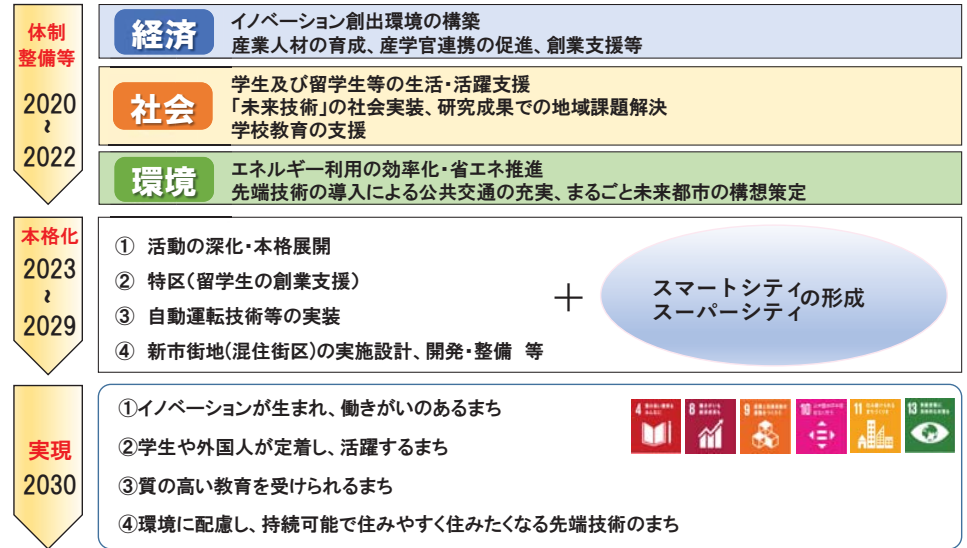 体制
整備等
2020
~
2022
経済
イノベーション創出環境の構築
産業人材の育成、産学官連携の促進、創業支援等
社会
学生及び留学生等の生活・活躍支援
「未来技術」の社会実装、研究成果での地域課題解決
学校教育の支援
環境
エネルギー利用の効率化・省エネ推進
先端技術の導入による公共交通の充実、まるごと未来都市の構想策定
本格化
2023
~
2029
① 活動の深化・本格展開
② 特区(留学生の創業支援)
③ 自動運転技術等の実装
④ 新市街地(混住街区)の実施設計、開発・整備 等
+
スマートシティ
スーパーシティ
の形成
実現
2030
①イノベーションが生まれ、働きがいのあるまち
②学生や外国人が定着し、活躍するまち
③質の高い教育を受けられるまち
④環境に配慮し、持続可能で住みやすく住みたくなる先端技術のまち
4
8
9
10
11
13